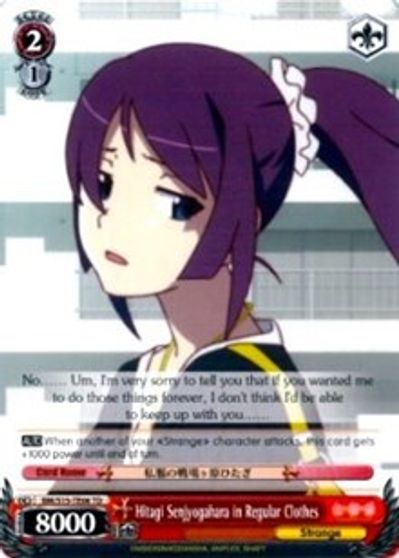 2
1
No...... Um, I'm very sorry to tell you that if you wanted me
to do those things forever, I don't think I'd be able
to keep up with you......
AUTO When another of your «Strange» character attacks, this card gets
+1000 power until end of turn.
Card Name
私服の戦場ヶ原ひたぎ
Hitagi Senjyogahara in Regular Clothes
8000
Strange